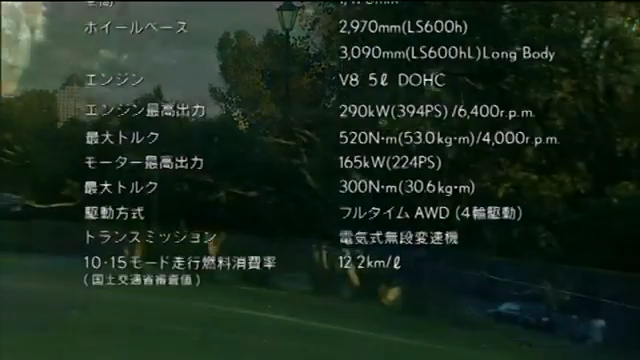 ホイールベース 2,970mm(LS600h)
3,090mm(LS600hL)Long Body
エンジン V8 5ℓ DOHC
エンジン最高出力 290kW(394PS)/6,400r.p.m.
最大トルク 520N・m(53.0kg・m)/4,000r.p.m.
モーター最高出力 165kW(224PS)
最大トルク 300N・m(30.6kg・m)
駆動方式 フルタイムAWD (4輪駆動)
トランスミッション 電気式無段変速機
10・15モード走行燃料消費率 12.2km/ℓ
(国土交通省審査値)